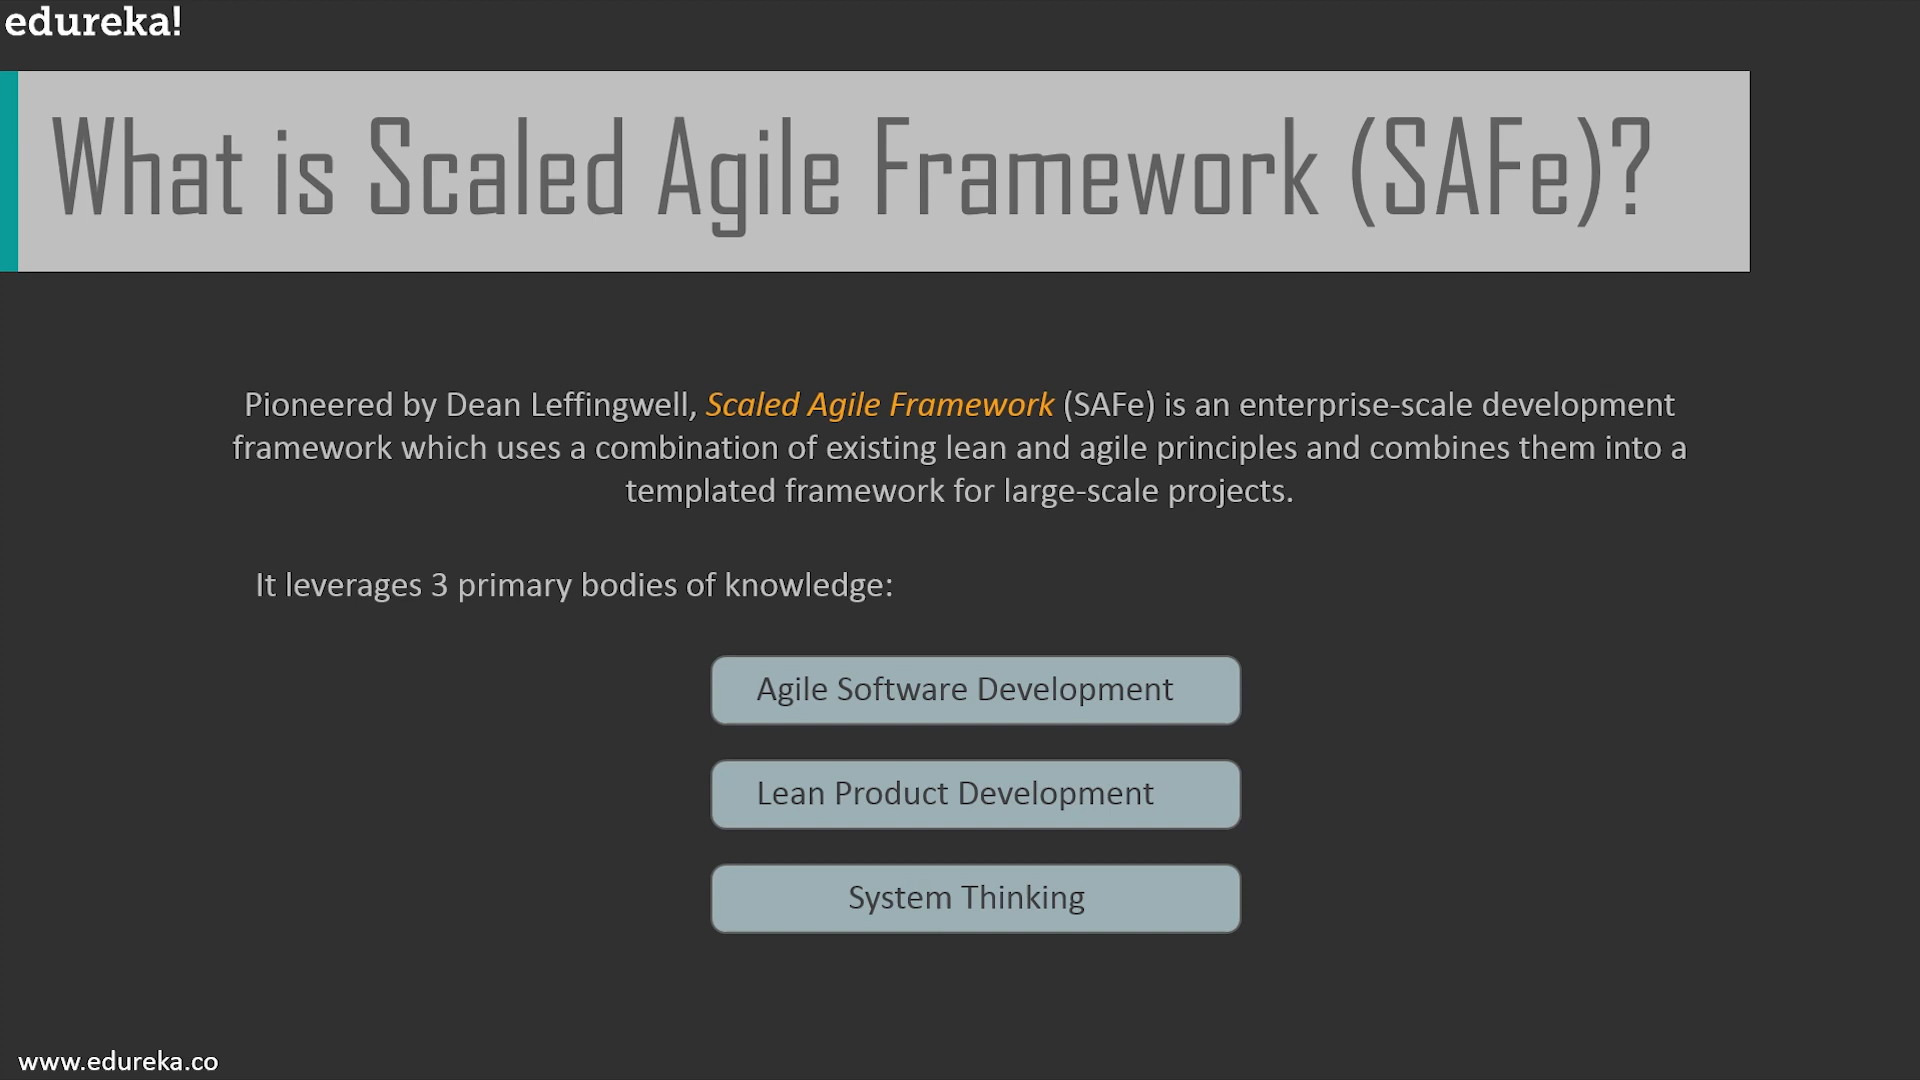 edureka!
What is Scaled Agile Framework (SAFe)?
Pioneered by Dean Leffingwell, Scaled Agile Framework (SAFe) is an enterprise-scale development
framework which uses a combination of existing lean and agile principles and combines them into a
templated framework for large-scale projects.
It leverages 3 primary bodies of knowledge:
Agile Software Development
Lean Product Development
System Thinking
www.edureka.co